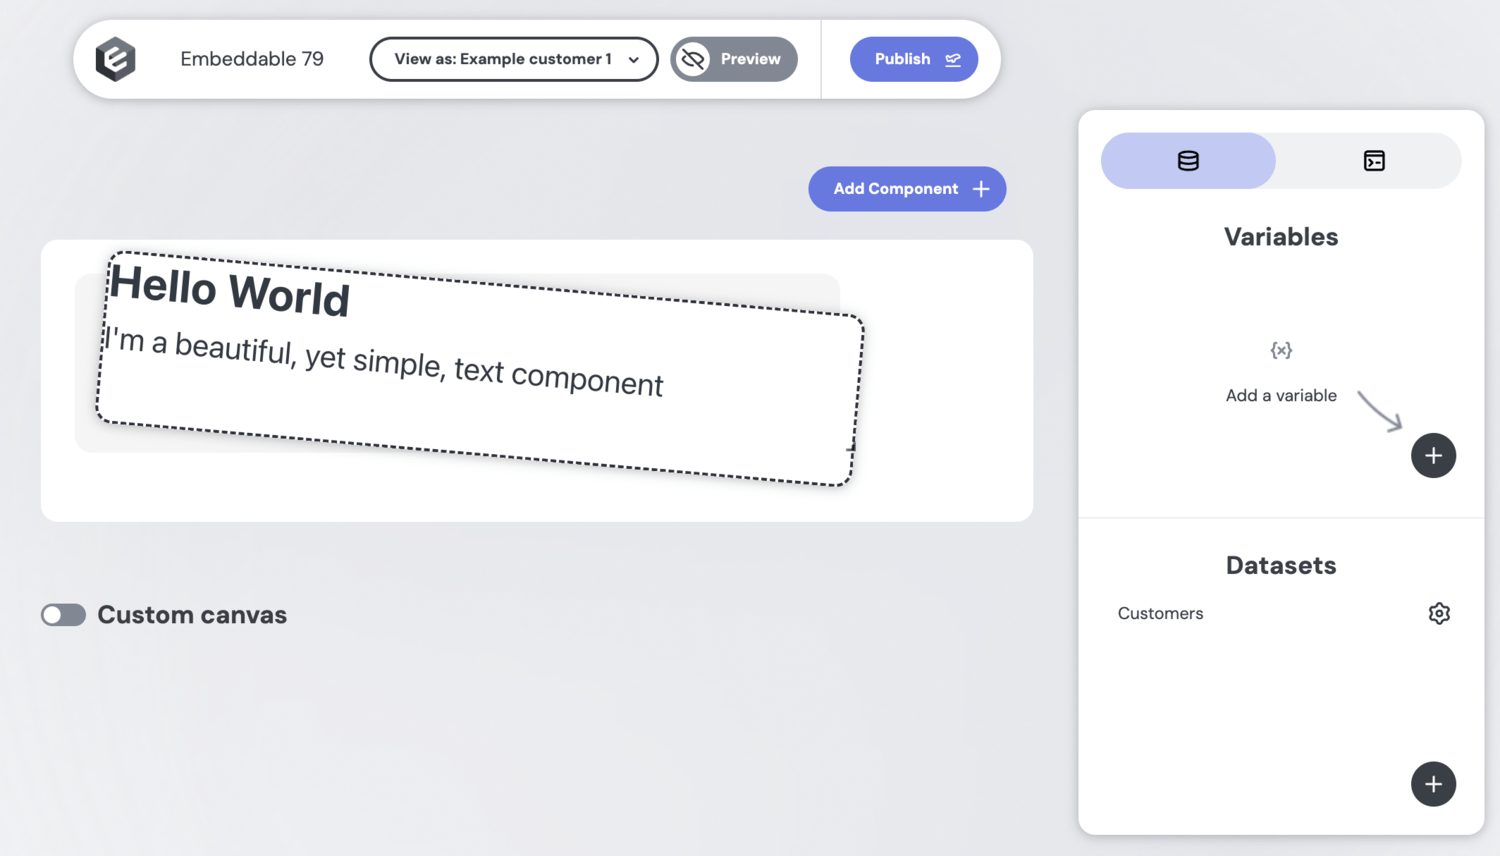 Embeddable 79
View as: Example customer 1
Preview
Publish
Add Component
Hello World
I'm a beautiful, yet simple, text component
Custom canvas
Variables
{x}
Add a variable
Datasets
Customers